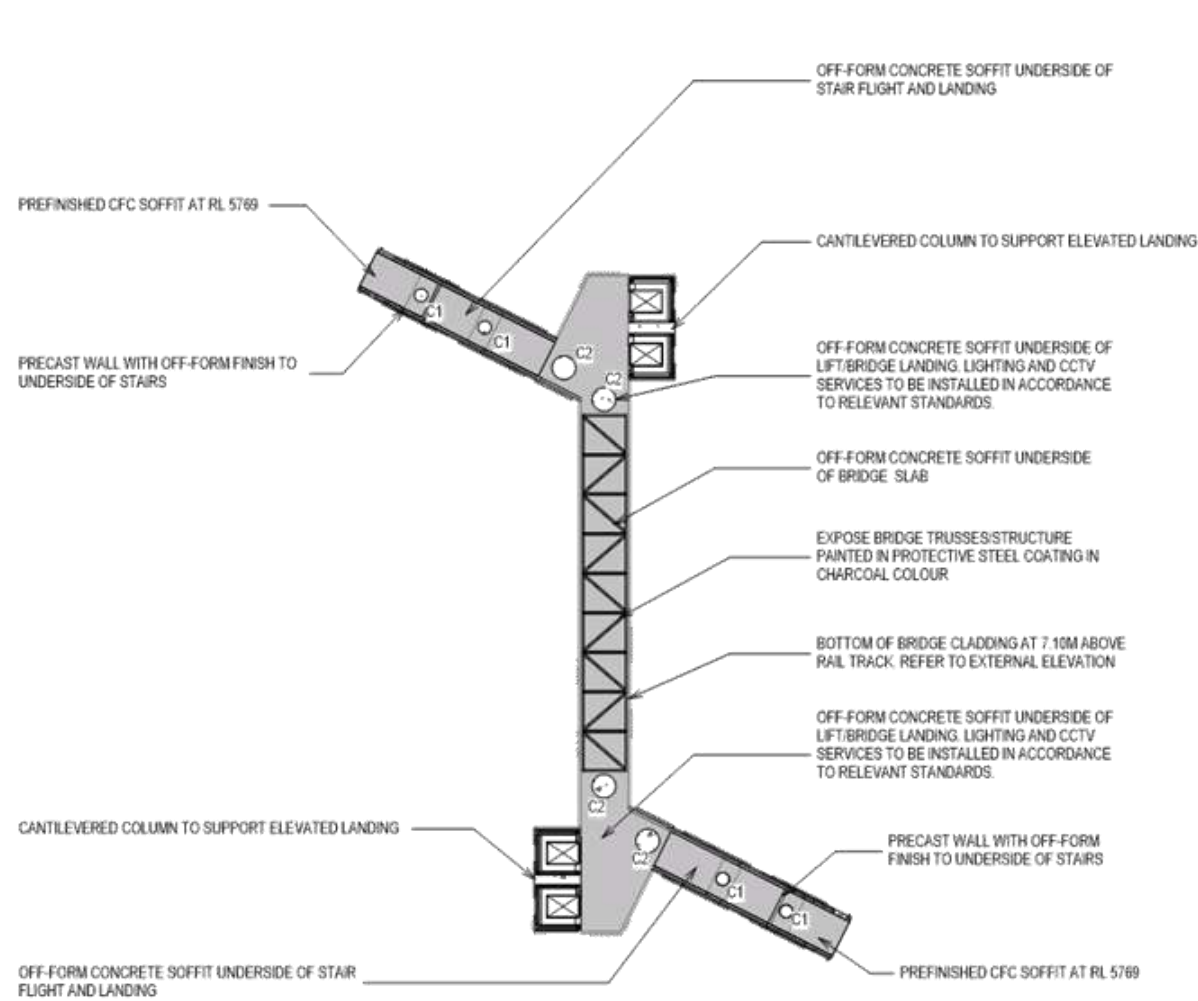 OFF-FORM CONCRETE SOFFIT UNDERSIDE OF
STAIR FLIGHT AND LANDING
PREFINISHED CFC SOFFIT AT RL 5769
CANTILEVERED COLUMN TO SUPPORT ELEVATED LANDING
C1
C1
C2
C2
PRECAST WALL WITH OFF-FORM FINISH TO
UNDERSIDE OF STAIRS
OFF-FORM CONCRETE SOFFIT UNDERSIDE OF
LIFT/BRIDGE LANDING. LIGHTING AND CCTV
SERVICES TO BE INSTALLED IN ACCORDANCE
TO RELEVANT STANDARDS.
OFF-FORM CONCRETE SOFFIT UNDERSIDE
OF BRIDGE SLAB
EXPOSE BRIDGE TRUSSES/STRUCTURE
PAINTED IN PROTECTIVE STEEL COATING IN
CHARCOAL COLOUR
BOTTOM OF BRIDGE CLADDING AT 7.10M ABOVE
RAIL TRACK. REFER TO EXTERNAL ELEVATION
OFF-FORM CONCRETE SOFFIT UNDERSIDE OF
LIFT/BRIDGE LANDING. LIGHTING AND CCTV
SERVICES TO BE INSTALLED IN ACCORDANCE
TO RELEVANT STANDARDS.
C2
CANTILEVERED COLUMN TO SUPPORT ELEVATED LANDING
C2
PRECAST WALL WITH OFF-FORM
FINISH TO UNDERSIDE OF STAIRS
C1
C1
OFF-FORM CONCRETE SOFFIT UNDERSIDE OF STAIR
FLIGHT AND LANDING
PREFINISHED CFC SOFFIT AT RL 5769